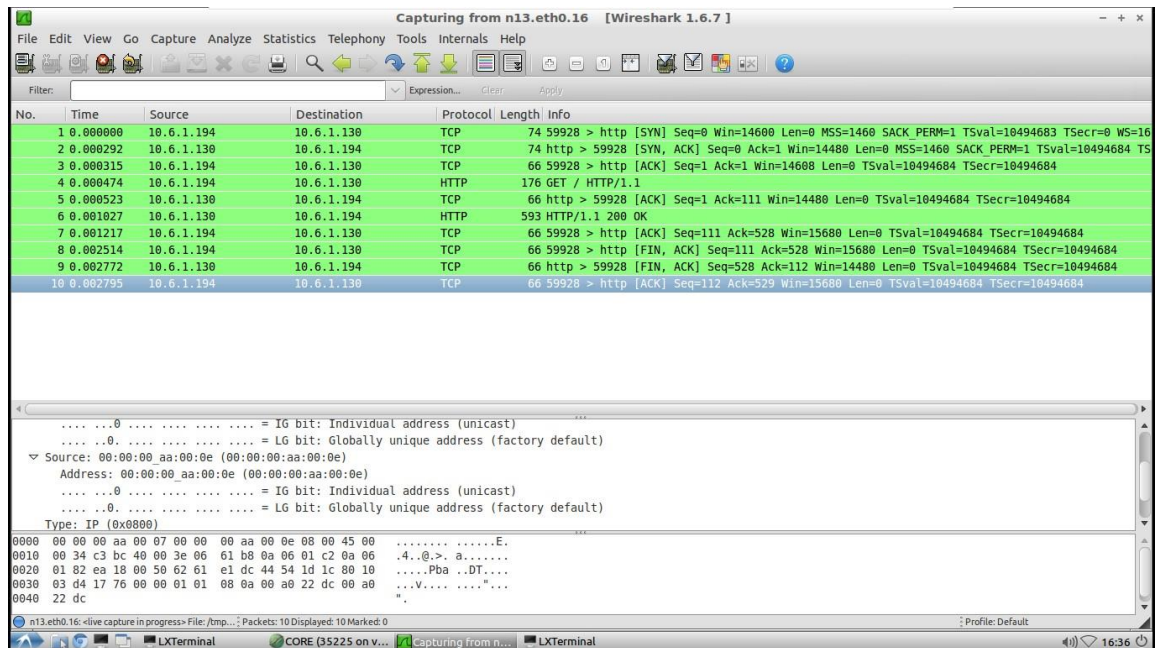 Capturing from n13.eth0.16 [Wireshark 1.6.7 ]
File Edit View Go Capture Analyze Statistics Telephony Tools Internals Help
Filter: Expression... Clear Apply
No. Time Source Destination Protocol Length Info
1 0.000000 10.6.1.194 10.6.1.130 TCP 74 59928 > http [SYN] Seq=0 Win=14600 Len=0 MSS=1460 SACK_PERM=1 TSval=10494683 TSecr=0 WS=16
2 0.000292 10.6.1.130 10.6.1.194 TCP 74 http > 59928 [SYN, ACK] Seq=0 Ack=1 Win=14480 Len=0 MSS=1460 SACK_PERM=1 TSval=10494684 TS
3 0.000315 10.6.1.194 10.6.1.130 TCP 66 59928 > http [ACK] Seq=1 Ack=1 Win=14608 Len=0 TSval=10494684 TSecr=10494684
4 0.000474 10.6.1.194 10.6.1.130 HTTP 176 GET / HTTP/1.1
5 0.000523 10.6.1.130 10.6.1.194 TCP 66 http > 59928 [ACK] Seq=1 Ack=111 Win=14480 Len=0 TSval=10494684 TSecr=10494684
6 0.001027 10.6.1.130 10.6.1.194 HTTP 593 HTTP/1.1 200 OK
7 0.001217 10.6.1.194 10.6.1.130 TCP 66 59928 > http [ACK] Seq=111 Ack=528 Win=15680 Len=0 TSval=10494684 TSecr=10494684
8 0.002514 10.6.1.194 10.6.1.130 TCP 66 59928 > http [FIN, ACK] Seq=111 Ack=528 Win=15680 Len=0 TSval=10494684 TSecr=10494684
9 0.002772 10.6.1.130 10.6.1.194 TCP 66 http > 59928 [FIN, ACK] Seq=528 Ack=112 Win=14480 Len=0 TSval=10494684 TSecr=10494684
10 0.002795 10.6.1.194 10.6.1.130 TCP 66 59928 > http [ACK] Seq=112 Ack=529 Win=15680 Len=0 TSval=10494684 TSecr=10494684
.... ...0 .... .... .... .... = IG bit: Individual address (unicast)
.... ..0. .... .... .... .... = LG bit: Globally unique address (factory default)
Source: 00:00:00_aa:00:0e (00:00:00:aa:00:0e)
Address: 00:00:00_aa:00:0e (00:00:00:aa:00:0e)
.... ...0 .... .... .... .... = IG bit: Individual address (unicast)
.... ..0. .... .... .... .... = LG bit: Globally unique address (factory default)
Type: IP (0x0800)
0000 00 00 00 aa 00 07 00 00 00 aa 00 0e 08 00 45 00 ........ ......E.
0010 00 34 c3 bc 40 00 3e 06 61 b8 0a 06 01 c2 0a 06 .4..@.>. a.......
0020 01 82 ea 18 00 50 62 61 e1 dc 44 54 1d 1c 80 10 .....Pba ..DT....
0030 03 d4 17 76 00 00 01 01 08 0a 00 a0 22 dc 00 a0 ...v.... ...."...
0040 22 dc ".
n13.eth0.16: <live capture in progress> File: /tmp... Packets: 10 Displayed: 10 Marked: 0 Profile: Default
LXTerminal CORE (35225 on v... Capturing from n... LXTerminal 16:36